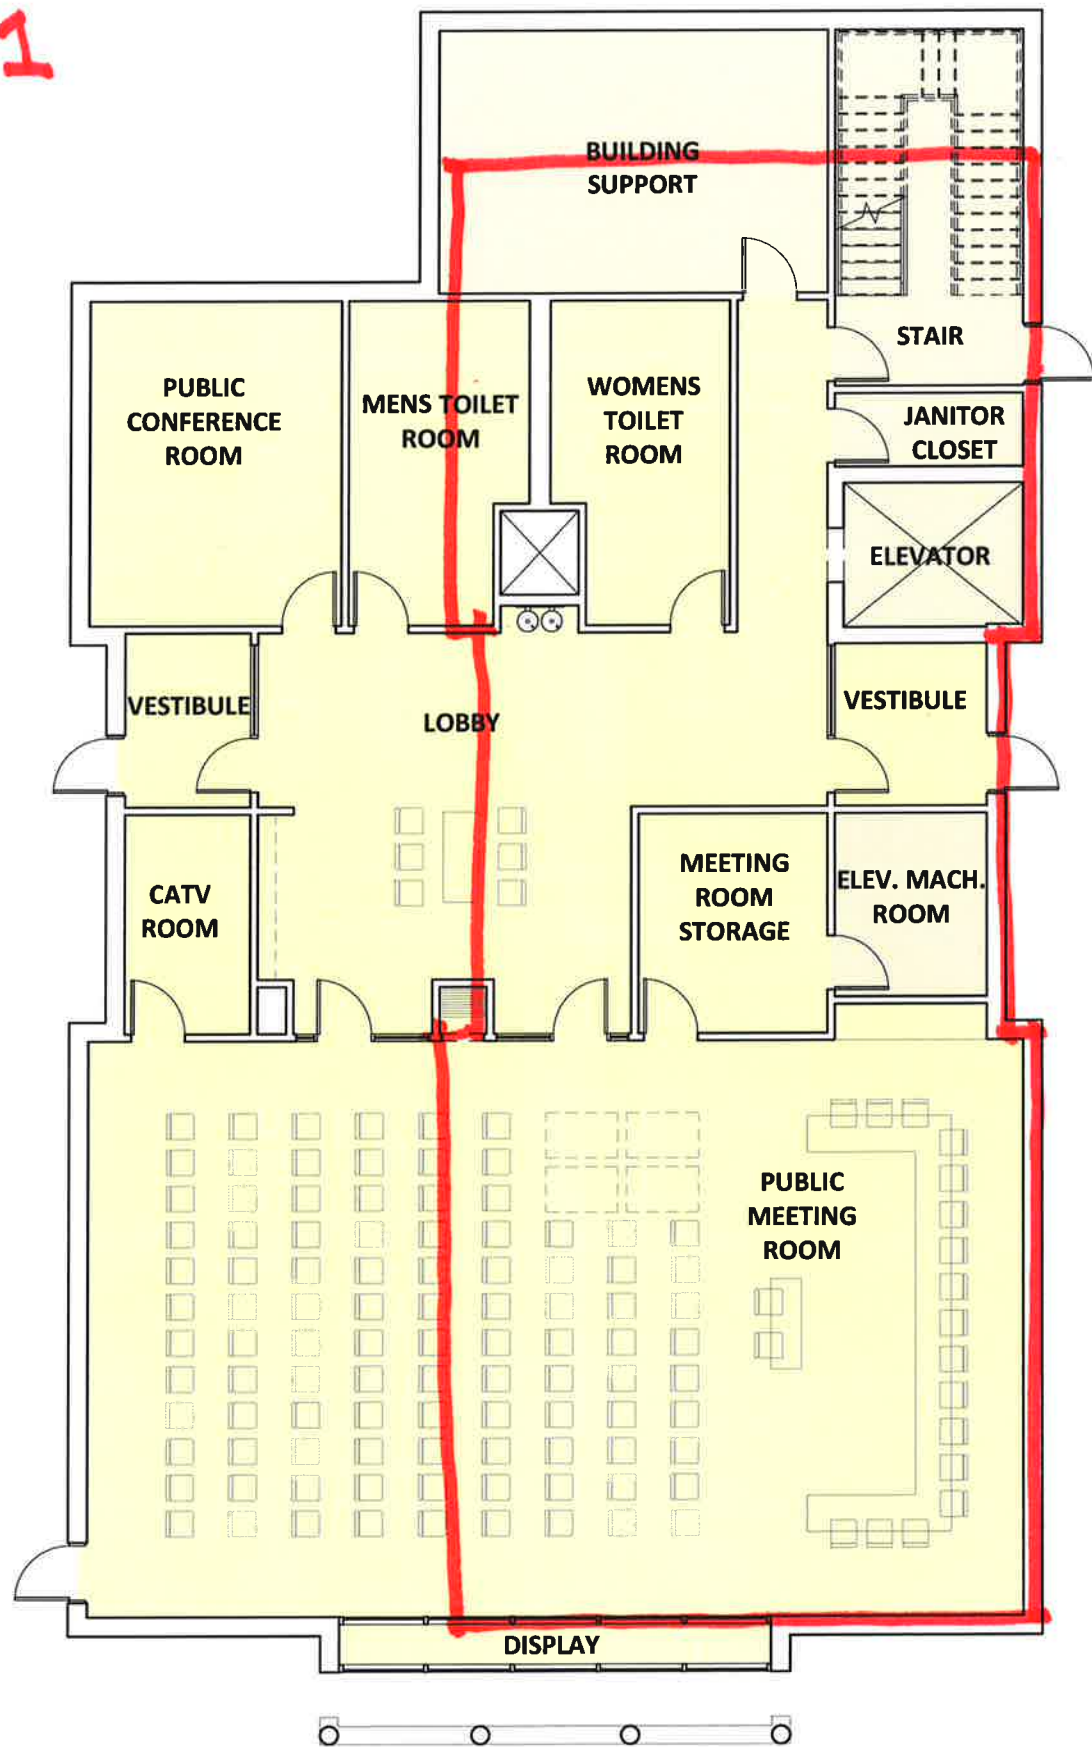 1
BUILDING
SUPPORT
STAIR
PUBLIC
CONFERENCE
ROOM
MENS TOILET
ROOM
WOMENS
TOILET
ROOM
JANITOR
CLOSET
ELEVATOR
VESTIBULE
LOBBY
VESTIBULE
CATV
ROOM
MEETING
ROOM
STORAGE
ELEV. MACH.
ROOM
PUBLIC
MEETING
ROOM
DISPLAY